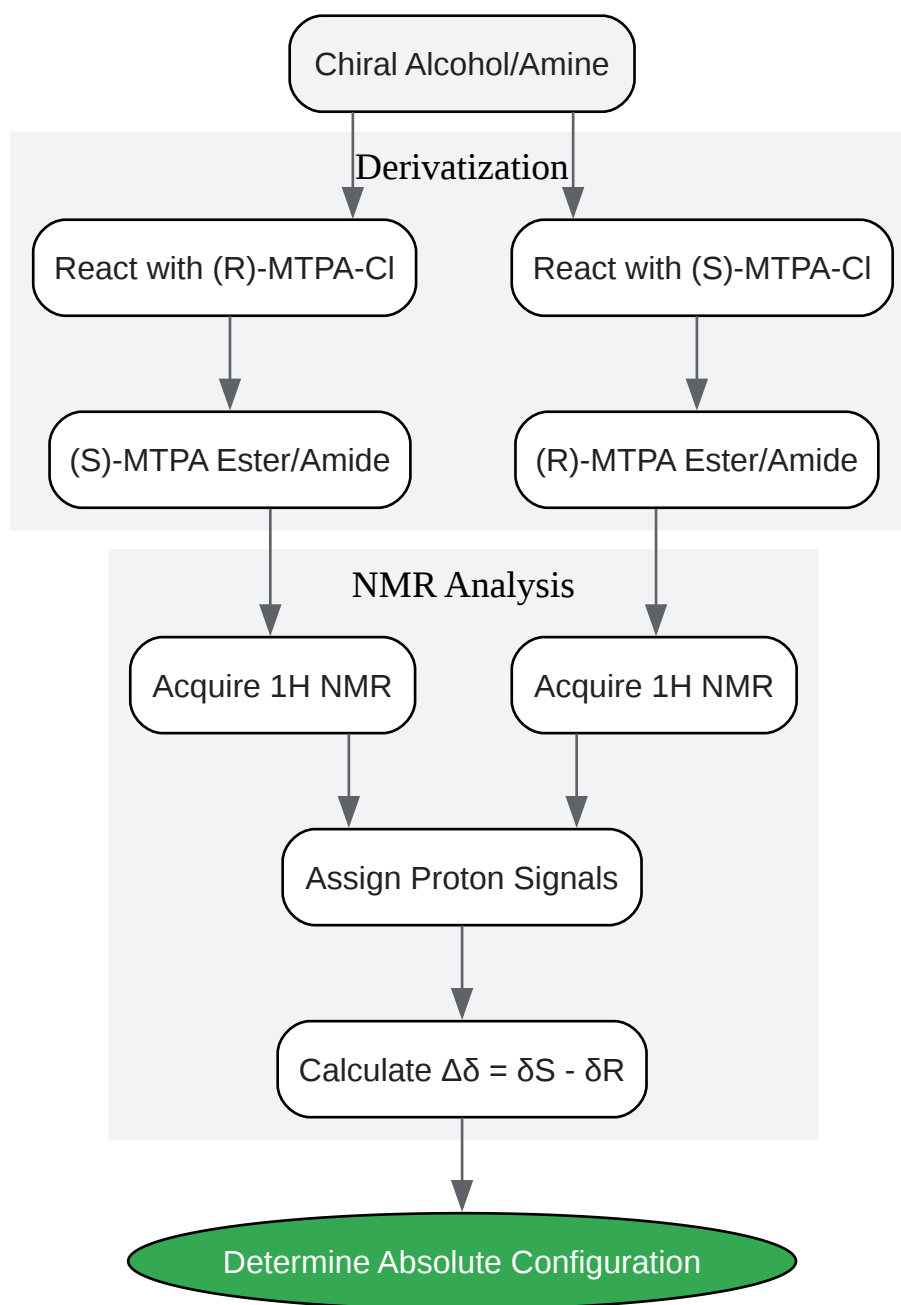 Chiral Alcohol/Amine
Derivatization
React with (R)-MTPA-Cl
React with (S)-MTPA-Cl
(S)-MTPA Ester/Amide
(R)-MTPA Ester/Amide
NMR Analysis
Acquire 1H NMR
Acquire 1H NMR
Assign Proton Signals
Calculate Δδ = δS - δR
Determine Absolute Configuration